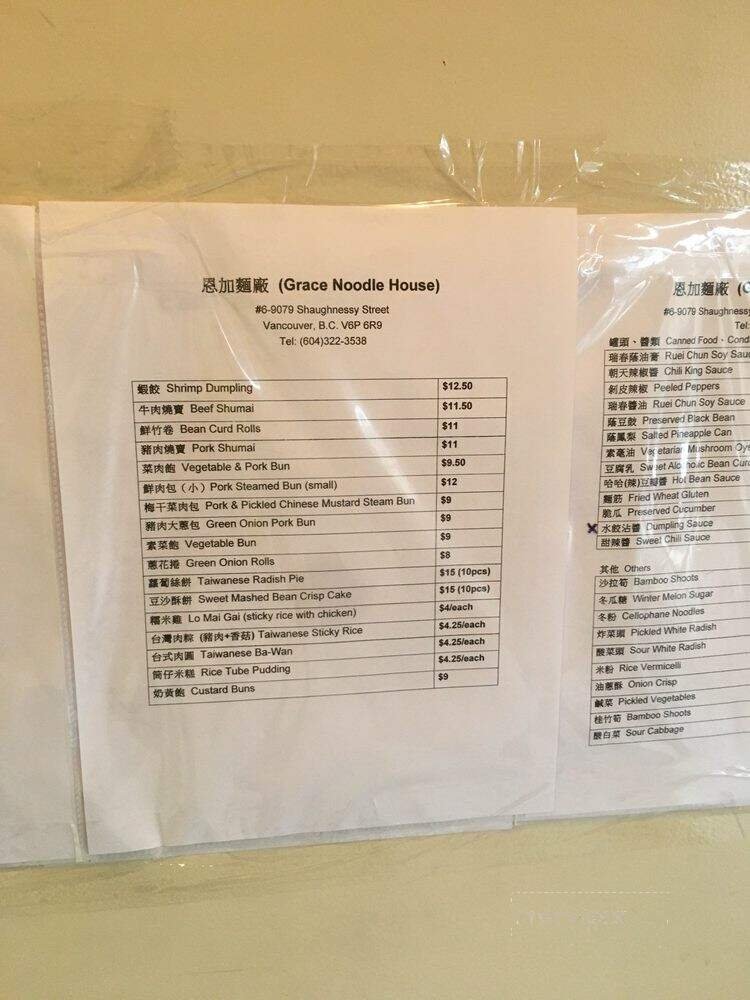 恩加麵廠 (Grace Noodle House)
#6-9079 Shaughnessy Street
Vancouver, B.C. V6P 6R9
Tel: (604)322-3538
蝦餃 Shrimp Dumpling $12.50
牛肉燒賣 Beef Shumai $11.50
鮮竹卷 Bean Curd Rolls $11
豬肉燒賣 Pork Shumai $11
菜肉飽 Vegetable & Pork Bun $9.50
鮮肉包（小）Pork Steamed Bun (small) $12
梅干菜肉包 Pork & Pickled Chinese Mustard Steam Bun $9
豬肉大蔥包 Green Onion Pork Bun $9
素菜飽 Vegetable Bun $9
蔥花捲 Green Onion Rolls $8
蘿蔔絲餅 Taiwanese Radish Pie $15 (10pcs)
豆沙酥餅 Sweet Mashed Bean Crisp Cake $15 (10pcs)
糯米雞 Lo Mai Gai (sticky rice with chicken) $4/each
台灣肉粽 (豬肉+香菇) Taiwanese Sticky Rice $4.25/each
台式肉圓 Taiwanese Ba-Wan $4.25/each
筒仔米糕 Rice Tube Pudding $4.25/each
奶黃飽 Custard Buns $9
恩加麵廠 (
#6-9079 Shaughnessy
Tel:
罐頭、醬類 Canned Food、Cond
瑞春蔭油膏 Ruei Chun Soy Sau
朝天辣椒醬 Chili King Sauce
剝皮辣椒 Peeled Peppers
瑞春醬油 Ruei Chun Soy Sauce
蔭豆豉 Preserved Black Bean
蔭鳳梨 Salted Pineapple Can
素蠔油 Vegetarian Mushroom Oys
豆腐乳 Sweet Alcoholic Bean Curd
哈哈(辣)豆瓣醬 Hot Bean Sauce
麵筋 Fried Wheat Gluten
脆瓜 Preserved Cucumber
x 水餃沾醬 Dumpling Sauce
甜辣醬 Sweet Chili Sauce
其他 Others
沙拉筍 Bamboo Shoots
冬瓜糖 Winter Melon Sugar
冬粉 Cellophane Noodles
炸菜頭 Pickled White Radish
酸菜頭 Sour White Radish
米粉 Rice Vermicelli
油蔥酥 Onion Crisp
鹹菜 Pickled Vegetables
桂竹筍 Bamboo Shoots
酸白菜 Sour Cabbage